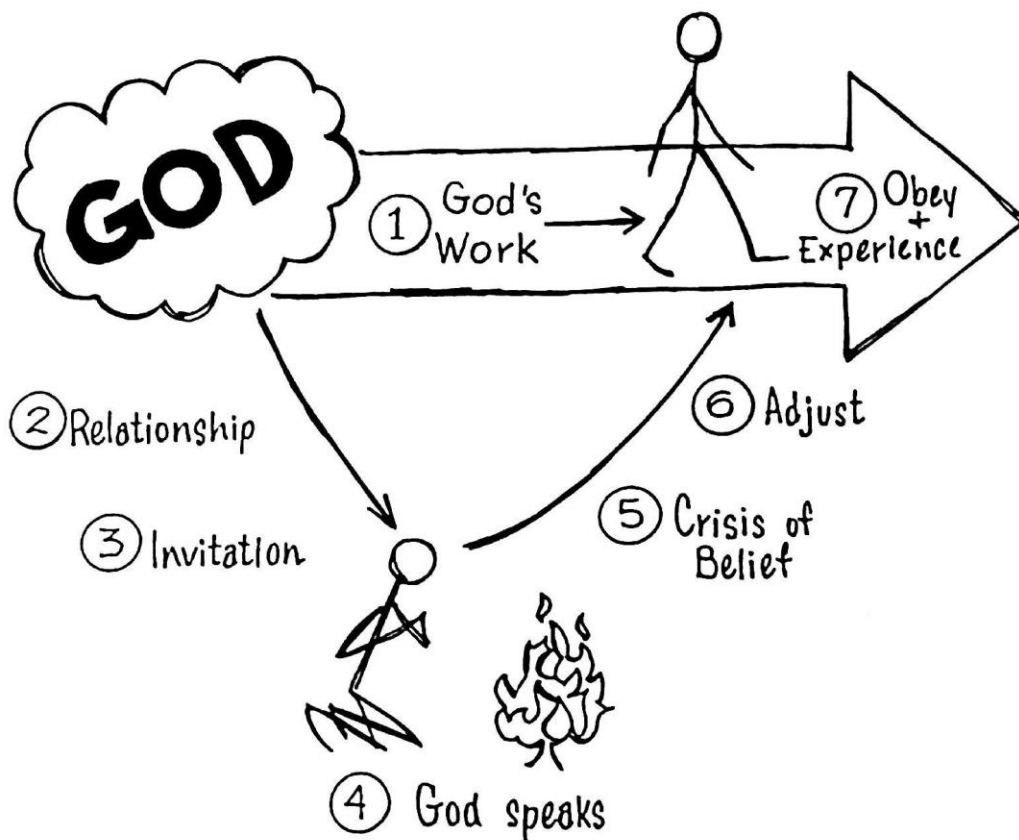 GOD
1 God's
Work
7 Obey
+
Experience
2 Relationship
6 Adjust
3 Invitation
5 Crisis of
Belief
4 God speaks